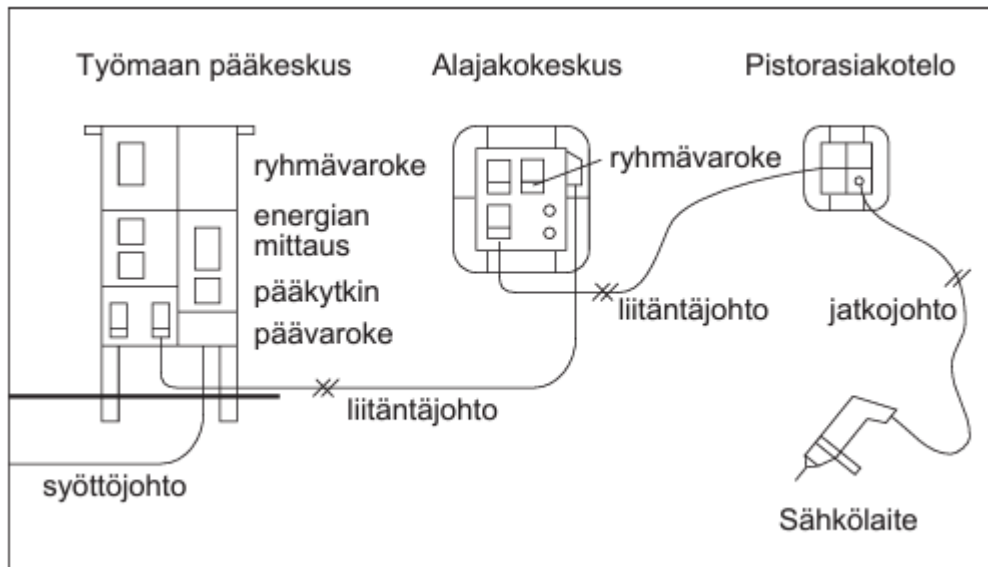 Työmaan pääkeskus
Alajakokeskus
Pistorasiakotelo
ryhmävaroke
energian
mittaus
pääkytkin
päävaroke
ryhmävaroke
liitäntäjohto
jatkojohto
liitäntäjohto
syöttöjohto
Sähkölaite